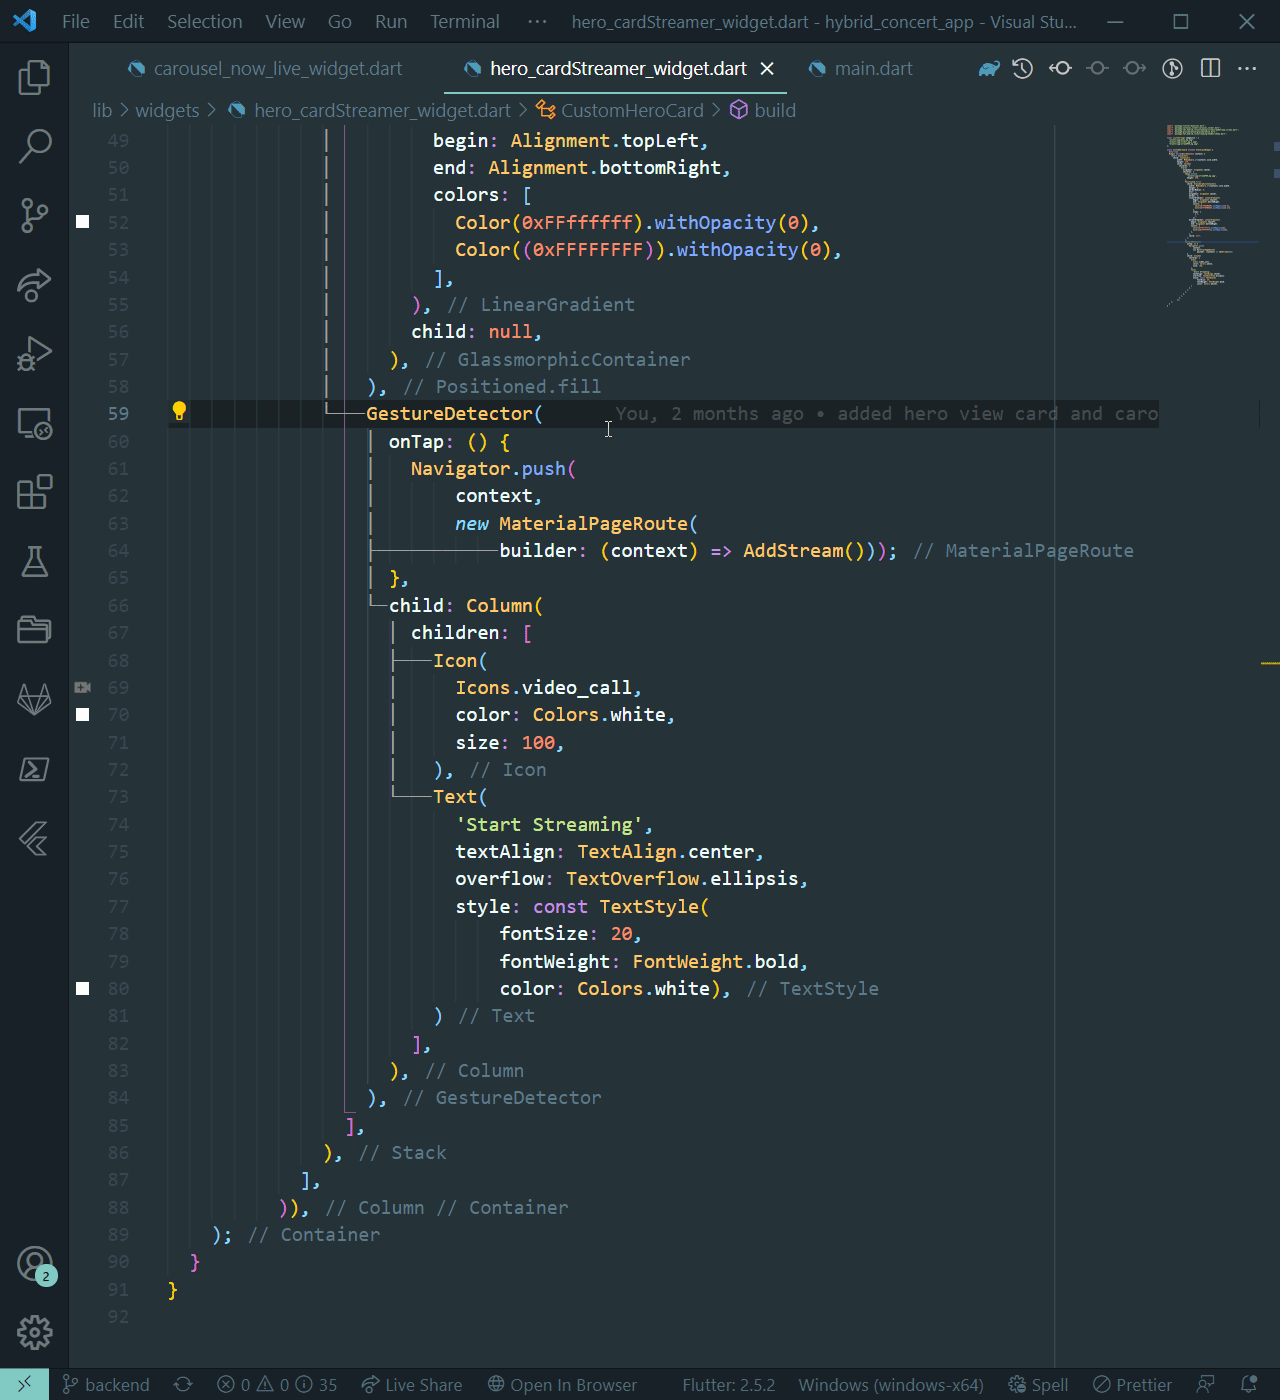 File Edit Selection View Go Run Terminal ··· hero_cardStreamer_widget.dart - hybrid_concert_app - Visual Stu...
carousel_now_live_widget.dart hero_cardStreamer_widget.dart main.dart
lib > widgets > hero_cardStreamer_widget.dart > CustomHeroCard > build
49 begin: Alignment.topLeft,
50 end: Alignment.bottomRight,
51 colors: [
52 Color(0xFFffffff).withOpacity(0),
53 Color((0xFFFFFFFF)).withOpacity(0),
54 ],
55 ), // LinearGradient
56 child: null,
57 ), // GlassmorphicContainer
58 ), // Positioned.fill
59 GestureDetector( You, 2 months ago • added hero view card and caro
60 onTap: () {
61 Navigator.push(
62 context,
63 new MaterialPageRoute(
64 builder: (context) => AddStream())); // MaterialPageRoute
65 },
66 child: Column(
67 children: [
68 Icon(
69 Icons.video_call,
70 color: Colors.white,
71 size: 100,
72 ), // Icon
73 Text(
74 'Start Streaming',
75 textAlign: TextAlign.center,
76 overflow: TextOverflow.ellipsis,
77 style: const TextStyle(
78 fontSize: 20,
79 fontWeight: FontWeight.bold,
80 color: Colors.white), // TextStyle
81 ) // Text
82 ],
83 ), // Column
84 ), // GestureDetector
85 ],
86 ), // Stack
87 ],
88 )), // Column // Container
89 ); // Container
90 }
91 }
92
2
backend 0 0 35 Live Share Open In Browser Flutter: 2.5.2 Windows (windows-x64) Spell Prettier